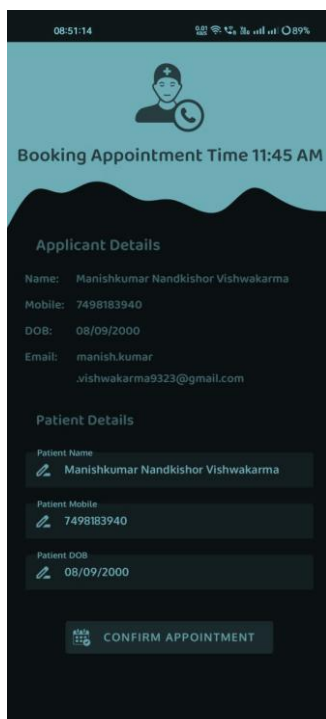 08:51:14
0.01 89%
Booking Appointment Time 11:45 AM
Applicant Details
Name: Manishkumar Nandkishor Vishwakarma
Mobile: 7498183940
DOB: 08/09/2000
Email: manish.kumar
.vishwakarma9323@gmail.com
Patient Details
Patient Name
Manishkumar Nandkishor Vishwakarma
Patient Mobile
7498183940
Patient DOB
08/09/2000
CONFIRM APPOINTMENT